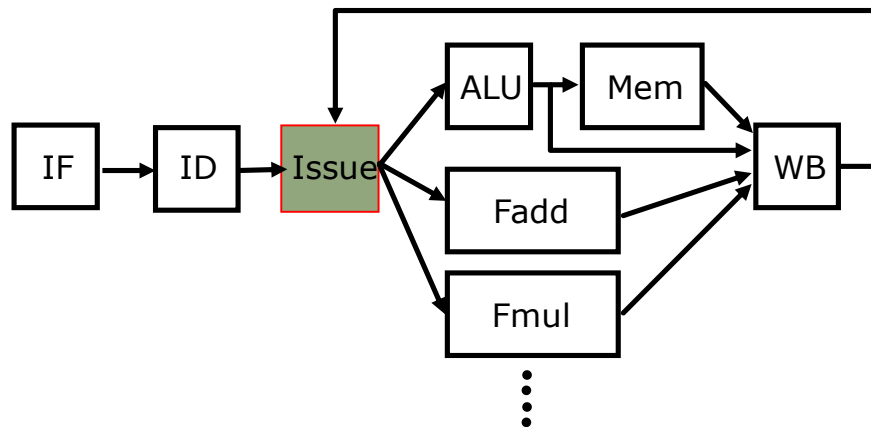 IF
ID
Issue
ALU
Mem
Fadd
Fmul
WB